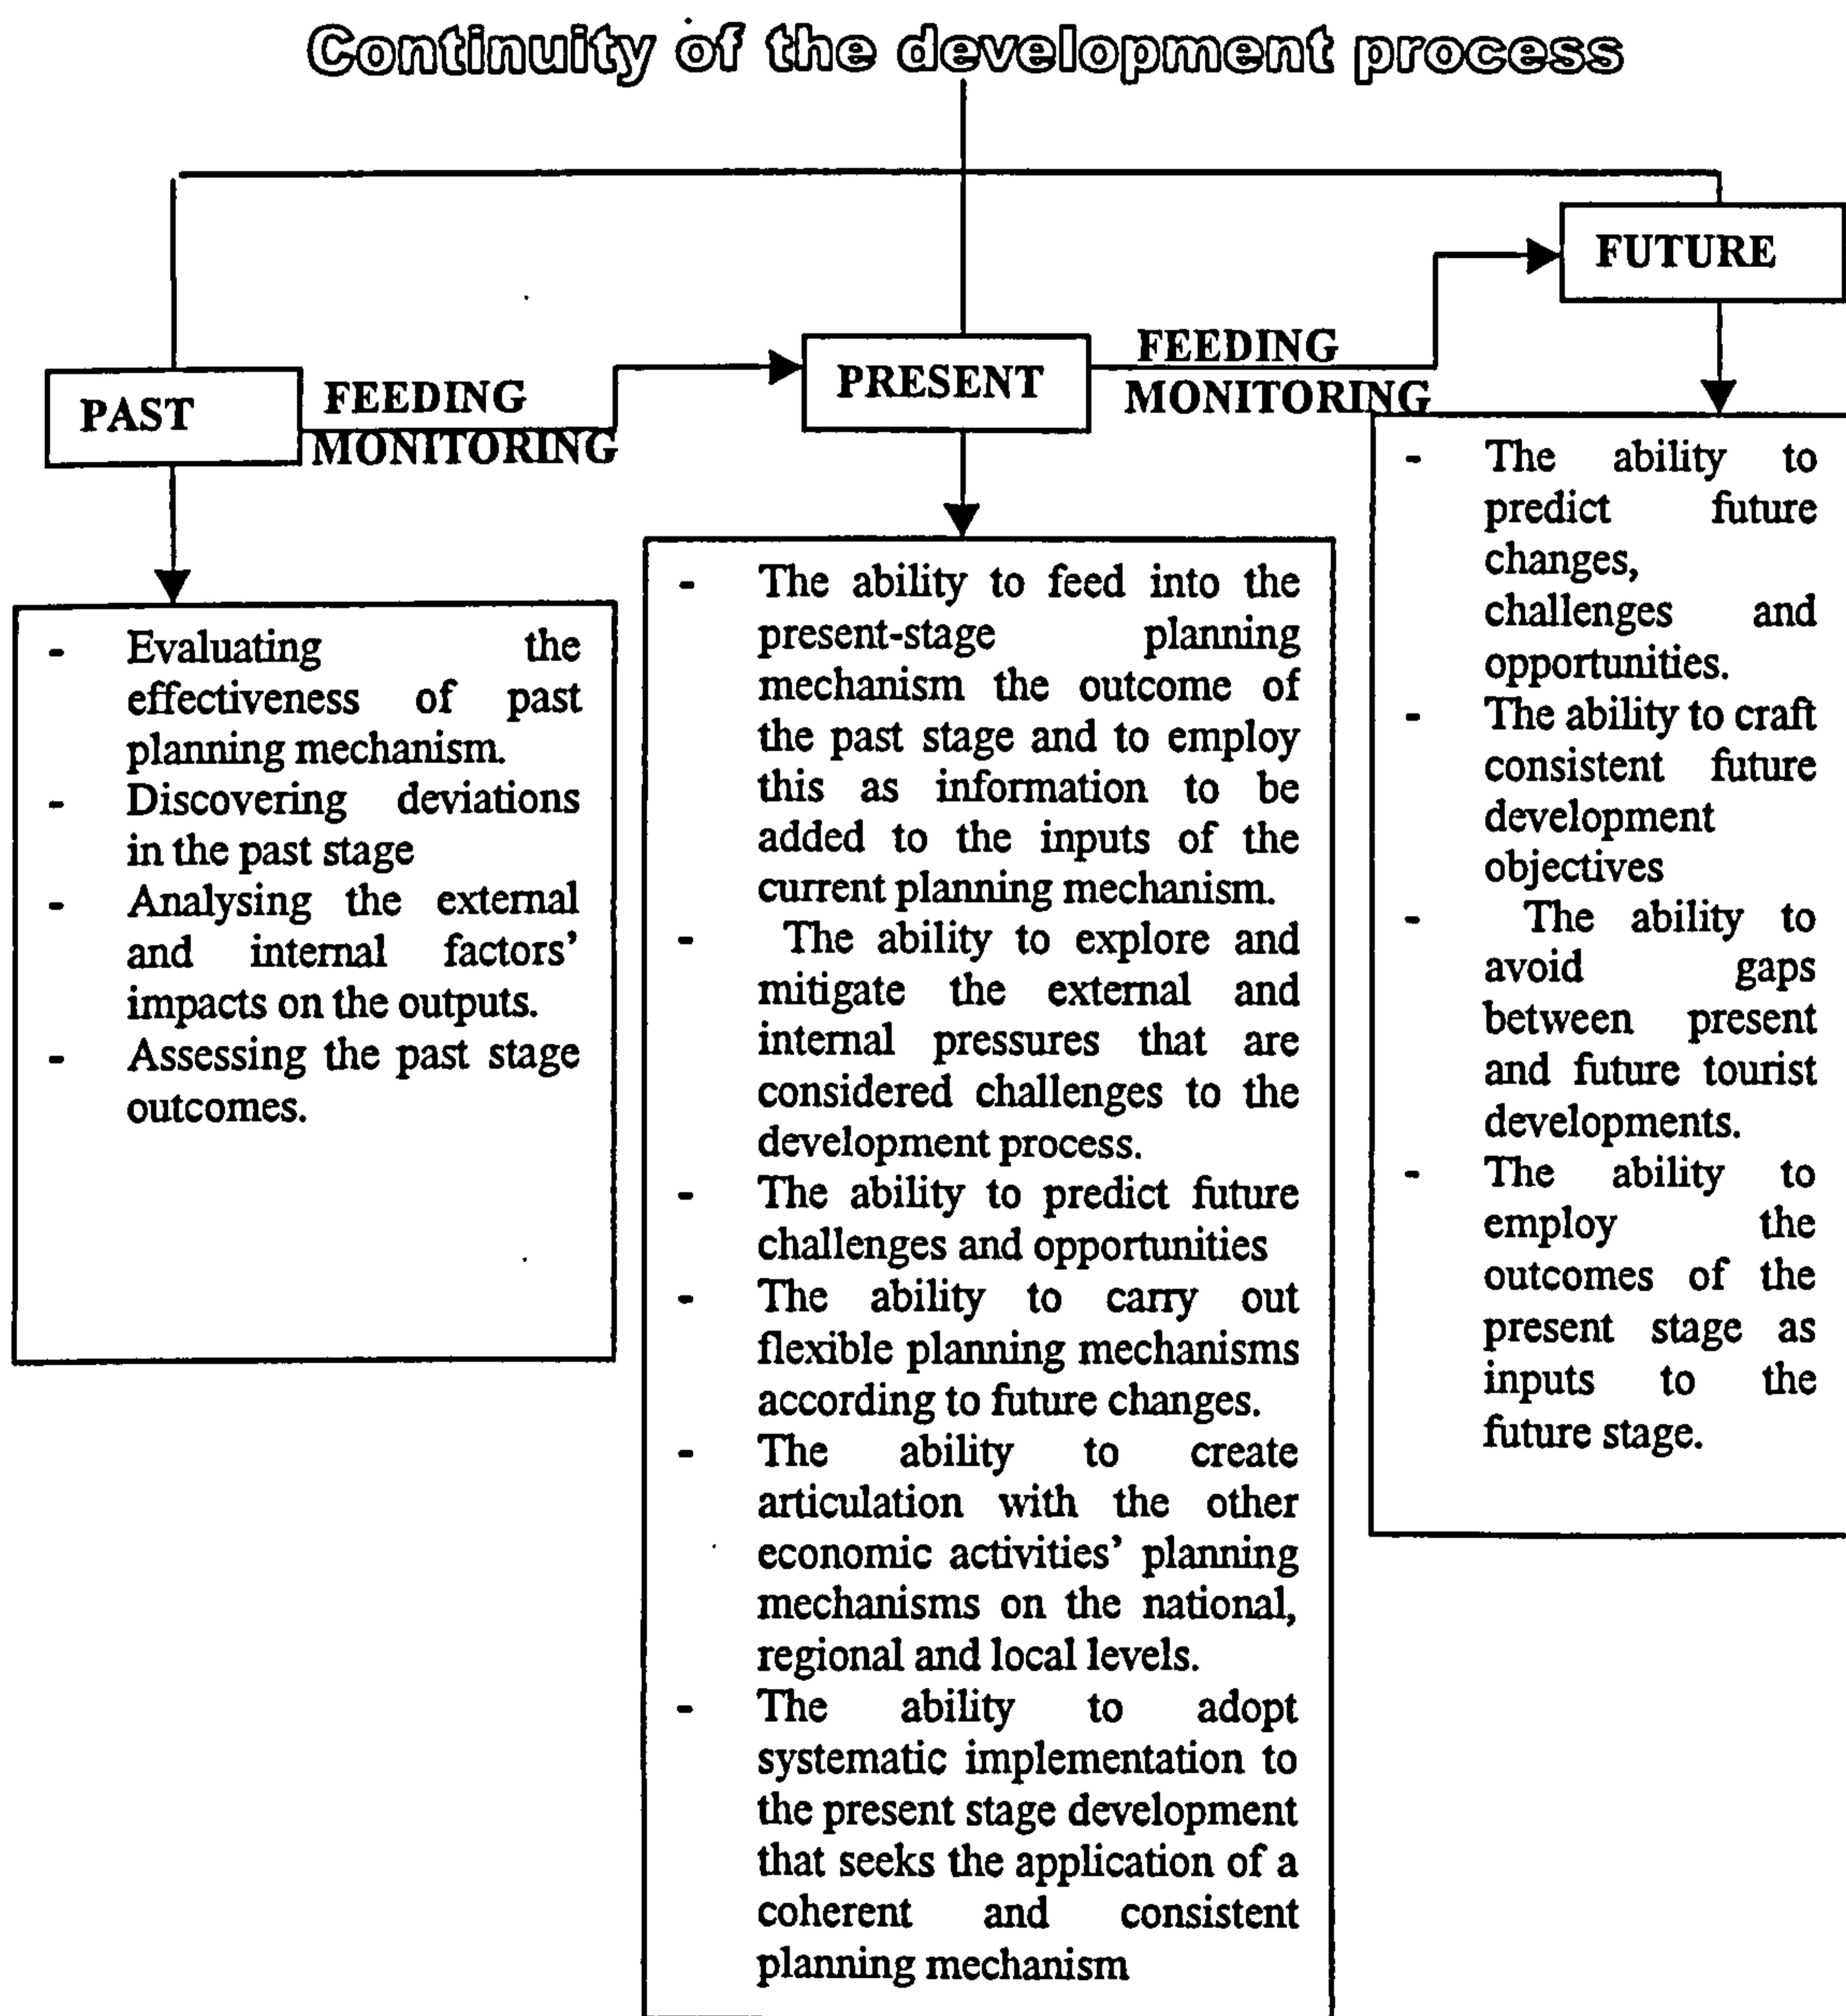 Continuity of the development process
FUTURE
PRESENT
PAST
FEEDING
MONITORING
FEEDING
MONITORING
- Evaluating the
effectiveness of past
planning mechanism.
- Discovering deviations
in the past stage
- Analysing the external
and internal factors’
impacts on the outputs.
- Assessing the past stage
outcomes.
- The ability to feed into the
present-stage planning
mechanism the outcome of
the past stage and to employ
this as information to be
added to the inputs of the
current planning mechanism.
- The ability to explore and
mitigate the external and
internal pressures that are
considered challenges to the
development process.
- The ability to predict future
challenges and opportunities
- The ability to carry out
flexible planning mechanisms
according to future changes.
- The ability to create
articulation with the other
economic activities’ planning
mechanisms on the national,
regional and local levels.
- The ability to adopt
systematic implementation to
the present stage development
that seeks the application of a
coherent and consistent
planning mechanism
- The ability to
predict future
changes,
challenges and
opportunities.
- The ability to craft
consistent future
development
objectives
- The ability to
avoid gaps
between present
and future tourist
developments.
- The ability to
employ the
outcomes of the
present stage as
inputs to the
future stage.